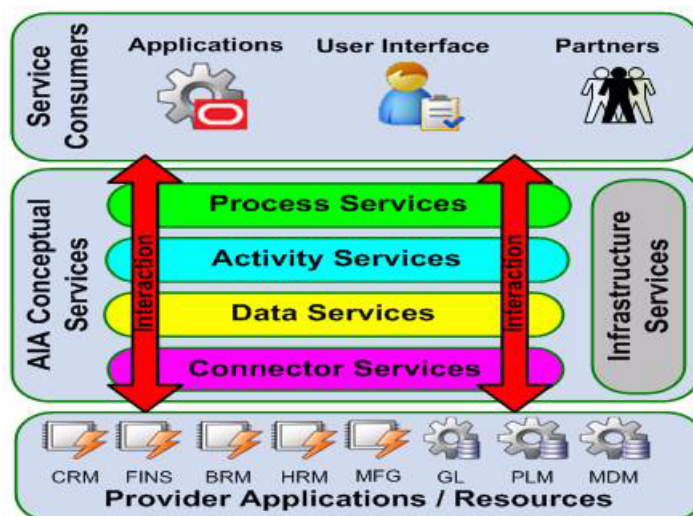 Service
Consumers
Applications
User Interface
Partners
AIA Conceptual
Services
Process Services
Activity Services
Data Services
Connector Services
Interaction
Interaction
Infrastructure
Services
CRM FINS BRM HRM MFG GL PLM MDM
Provider Applications / Resources